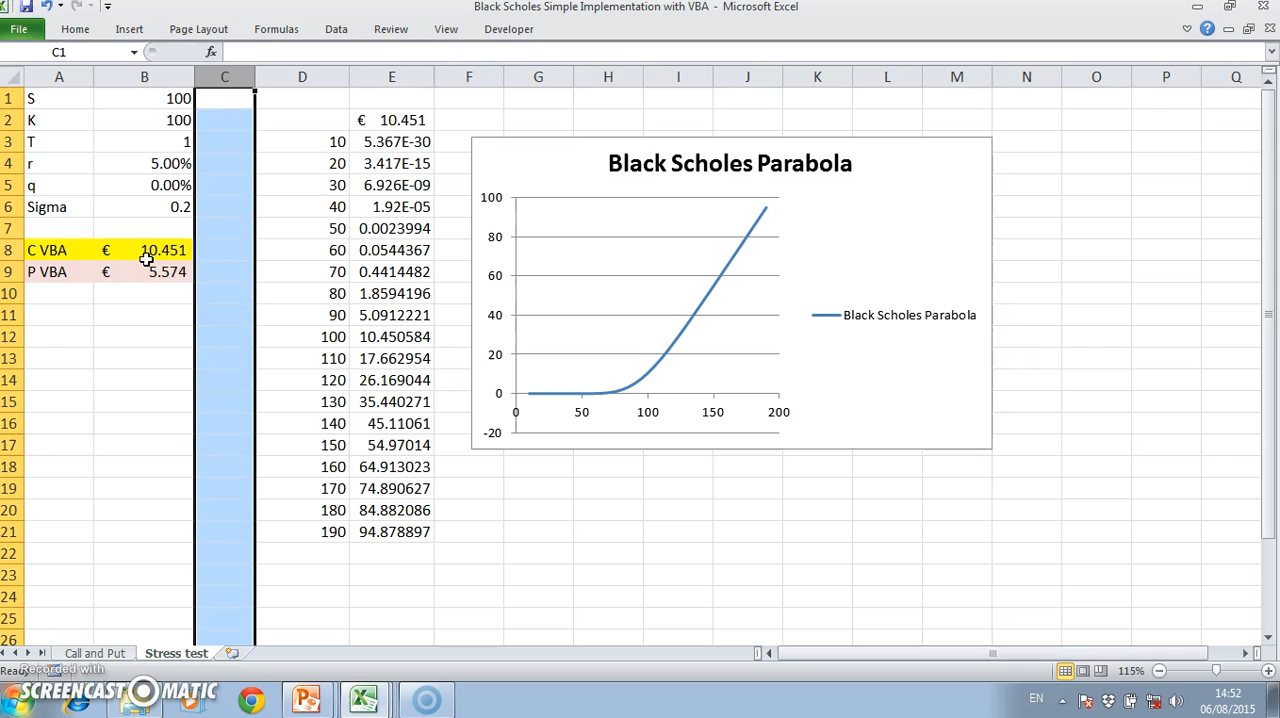 Black Scholes Simple Implementation with VBA - Microsoft Excel
File Home Insert Page Layout Formulas Data Review View Developer
C1 fx
A B C D E F G H I J K L M N O P Q
1 S 100
2 K 100 € 10.451
3 T 1 10 5.367E-30
4 r 5.00% 20 3.417E-15
5 q 0.00% 30 6.926E-09
6 Sigma 0.2 40 1.92E-05
7 50 0.0023994
8 C VBA € 10.451 60 0.0544367
9 P VBA € 5.574 70 0.4414482
10 80 1.8594196
11 90 5.0912221
12 100 10.450584
13 110 17.662954
14 120 26.169044
15 130 35.440271
16 140 45.11061
17 150 54.97014
18 160 64.913023
19 170 74.890627
20 180 84.882086
21 190 94.878897
22
23
24
25
26
Black Scholes Parabola
100
80
60
40
20
0
-20
0 50 100 150 200
Black Scholes Parabola
Call and Put Stress test
Ready 115%
Recorded with
SCREENCAST MATIC
EN 14:52
06/08/2015